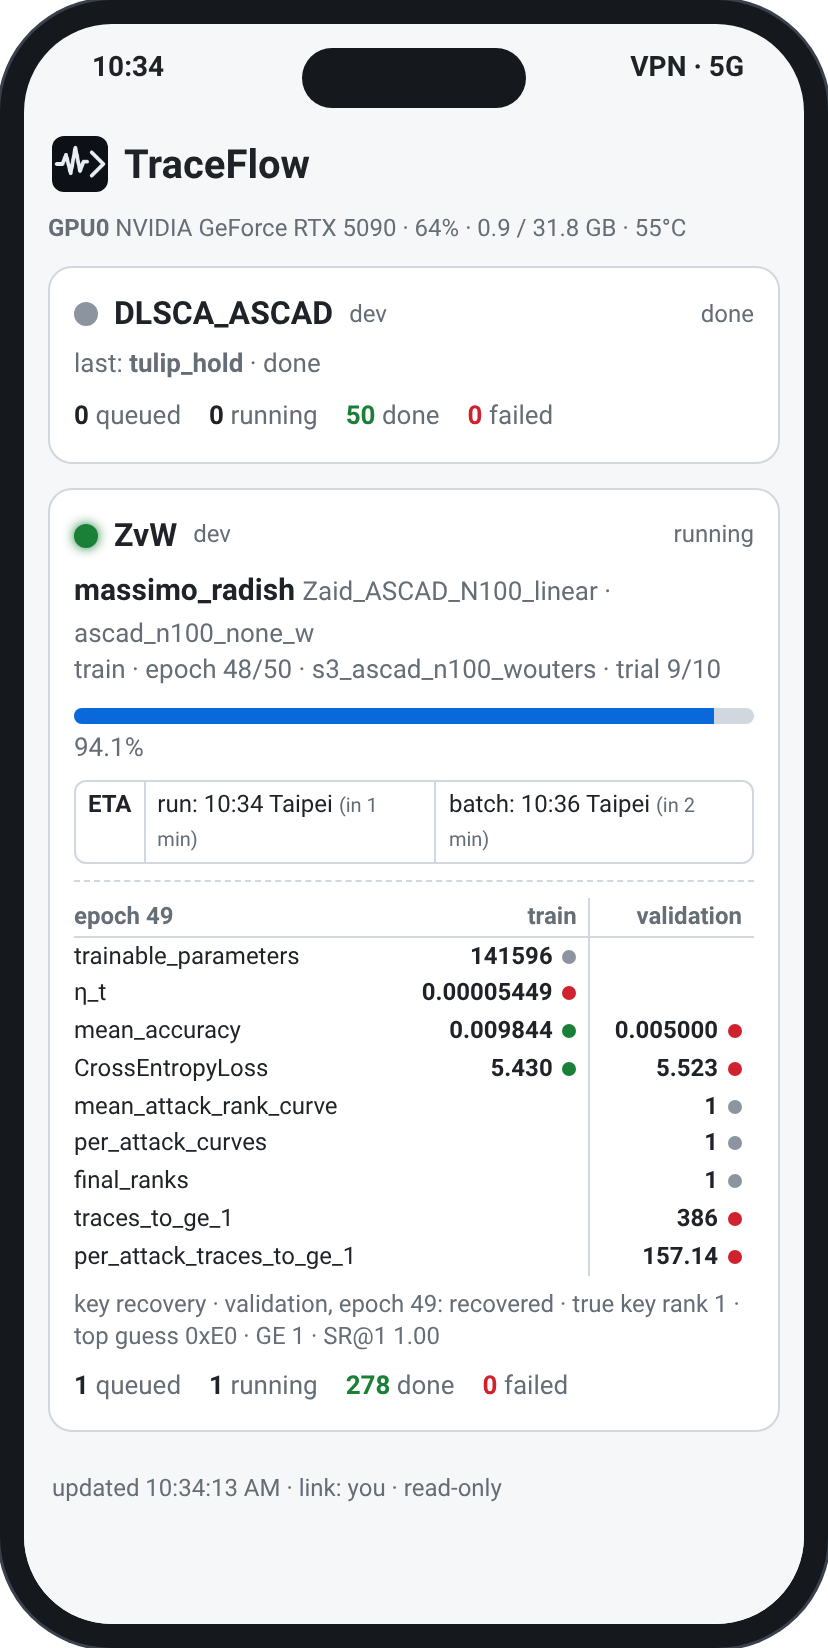 10:34 VPN · 5G
TraceFlow
GPU0 NVIDIA GeForce RTX 5090 · 64% · 0.9 / 31.8 GB · 55°C
DLSCA_ASCAD dev done
last: tulip_hold · done
0 queued 0 running 50 done 0 failed
ZvW dev running
massimo_radish Zaid_ASCAD_N100_linear ·
ascad_n100_none_w
train · epoch 48/50 · s3_ascad_n100_wouters · trial 9/10
94.1%
ETA run: 10:34 Taipei (in 1 min) batch: 10:36 Taipei (in 2 min)
epoch 49 train validation
trainable_parameters 141596
η_t 0.00005449
mean_accuracy 0.009844 0.005000
CrossEntropyLoss 5.430 5.523
mean_attack_rank_curve 1
per_attack_curves 1
final_ranks 1
traces_to_ge_1 386
per_attack_traces_to_ge_1 157.14
key recovery · validation, epoch 49: recovered · true key rank 1 ·
top guess 0xE0 · GE 1 · SR@1 1.00
1 queued 1 running 278 done 0 failed
updated 10:34:13 AM · link: you · read-only